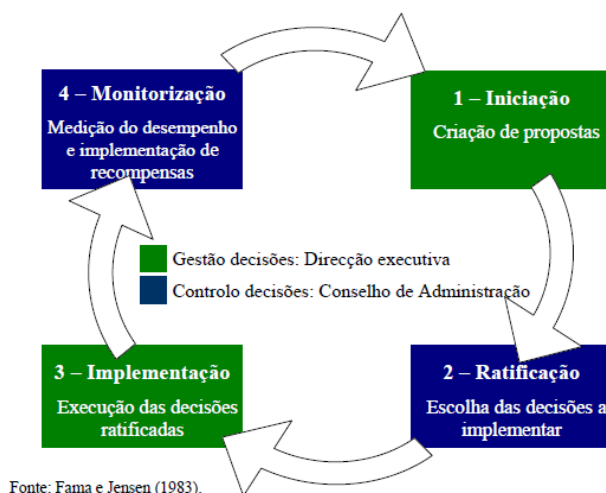 4 – Monitorização
Medição do desempenho
e implementação de
recompensas
1 – Iniciação
Criação de propostas
Gestão decisões: Direcção executiva
Controlo decisões: Conselho de Administração
3 – Implementação
Execução das decisões
ratificadas
2 – Ratificação
Escolha das decisões a
implementar
Fonte: Fama e Jensen (1983).